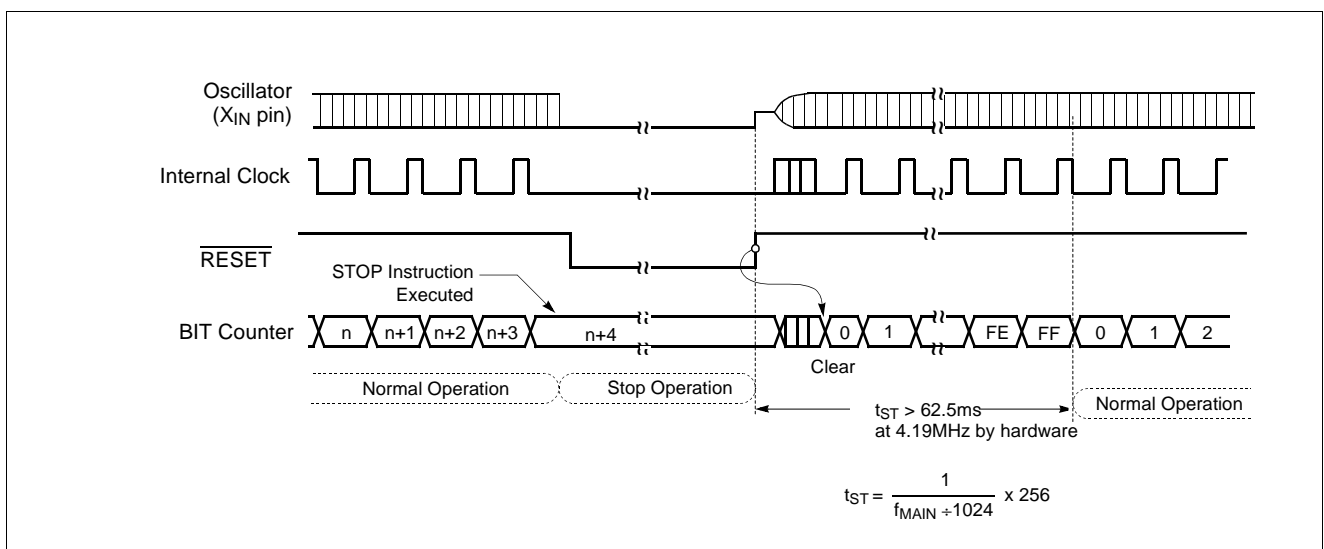 Oscillator
(XIN pin)
Internal Clock
RESET
STOP Instruction
Executed
BIT Counter
n n+1 n+2 n+3 n+4 0 1 FE FF 0 1 2
Clear
Normal Operation Stop Operation Normal Operation
tST > 62.5ms
at 4.19MHz by hardware
tST = 1 / fMAIN ÷1024 x 256